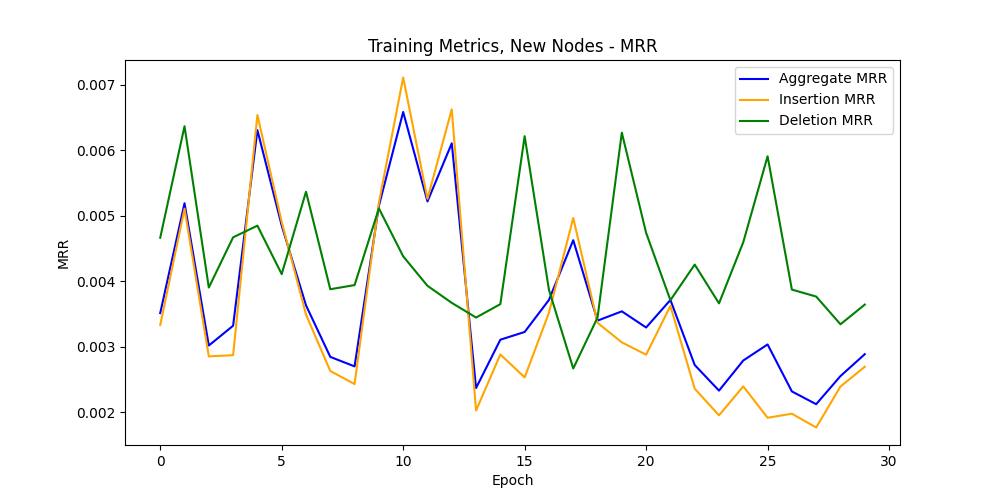 Training Metrics, New Nodes - MRR
Aggregate MRR
Insertion MRR
Deletion MRR
MRR
0.007
0.006
0.005
0.004
0.003
0.002
0 5 10 15 20 25 30
Epoch